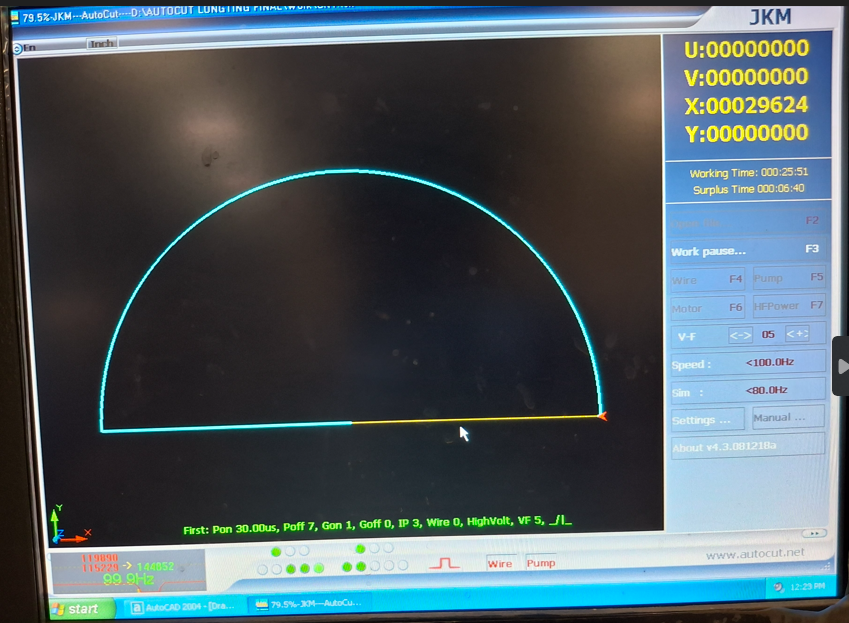 79.5%-JKM---AutoCut----D:\AUTOCUT LONGTING FINAL\
JKM
En
Inch
U:00000000
V:00000000
X:00029624
Y:00000000
Working Time: 000:25:51
Surplus Time 000:06:40
F2
Work pause... F3
Wire F4 Pump F5
Motor F6 HFPower F7
V-F <-> 05 <+>
Speed : <100.0Hz
Sim : <80.0Hz
Settings ... Manual ...
About v4.3.081218a
Y
Z X
First: Pon 30.00us, Poff 7, Gon 1, Goff 0, IP 3, Wire 0, HighVolt, VF 5, _/|_
119890
115229 -> 144852
99.9Hz
Wire Pump
www.autocut.net
start
AutoCAD 2004 - [Dra...
79.5%-JKM---AutoCu...
12:29 PM